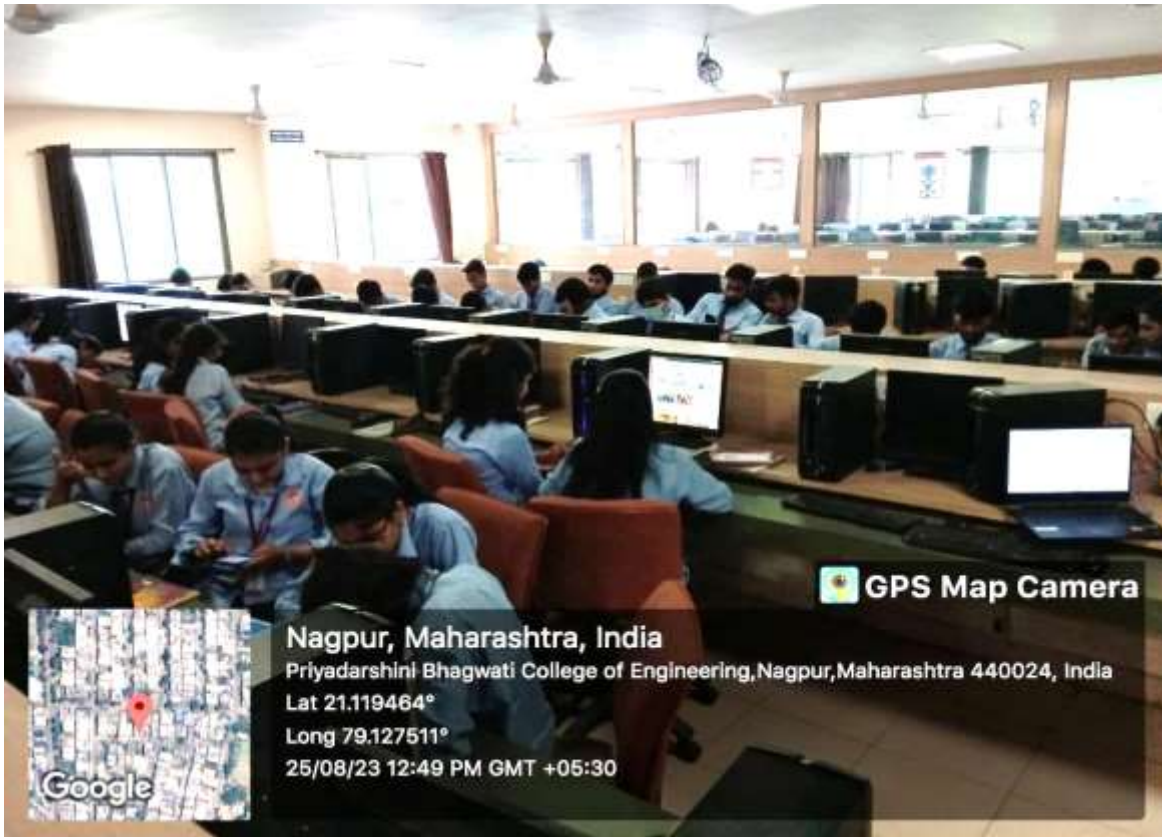 GPS Map Camera
Nagpur, Maharashtra, India
Priyadarshini Bhagwati College of Engineering,Nagpur,Maharashtra 440024, India
Lat 21.119464°
Long 79.127511°
25/08/23 12:49 PM GMT +05:30
Google